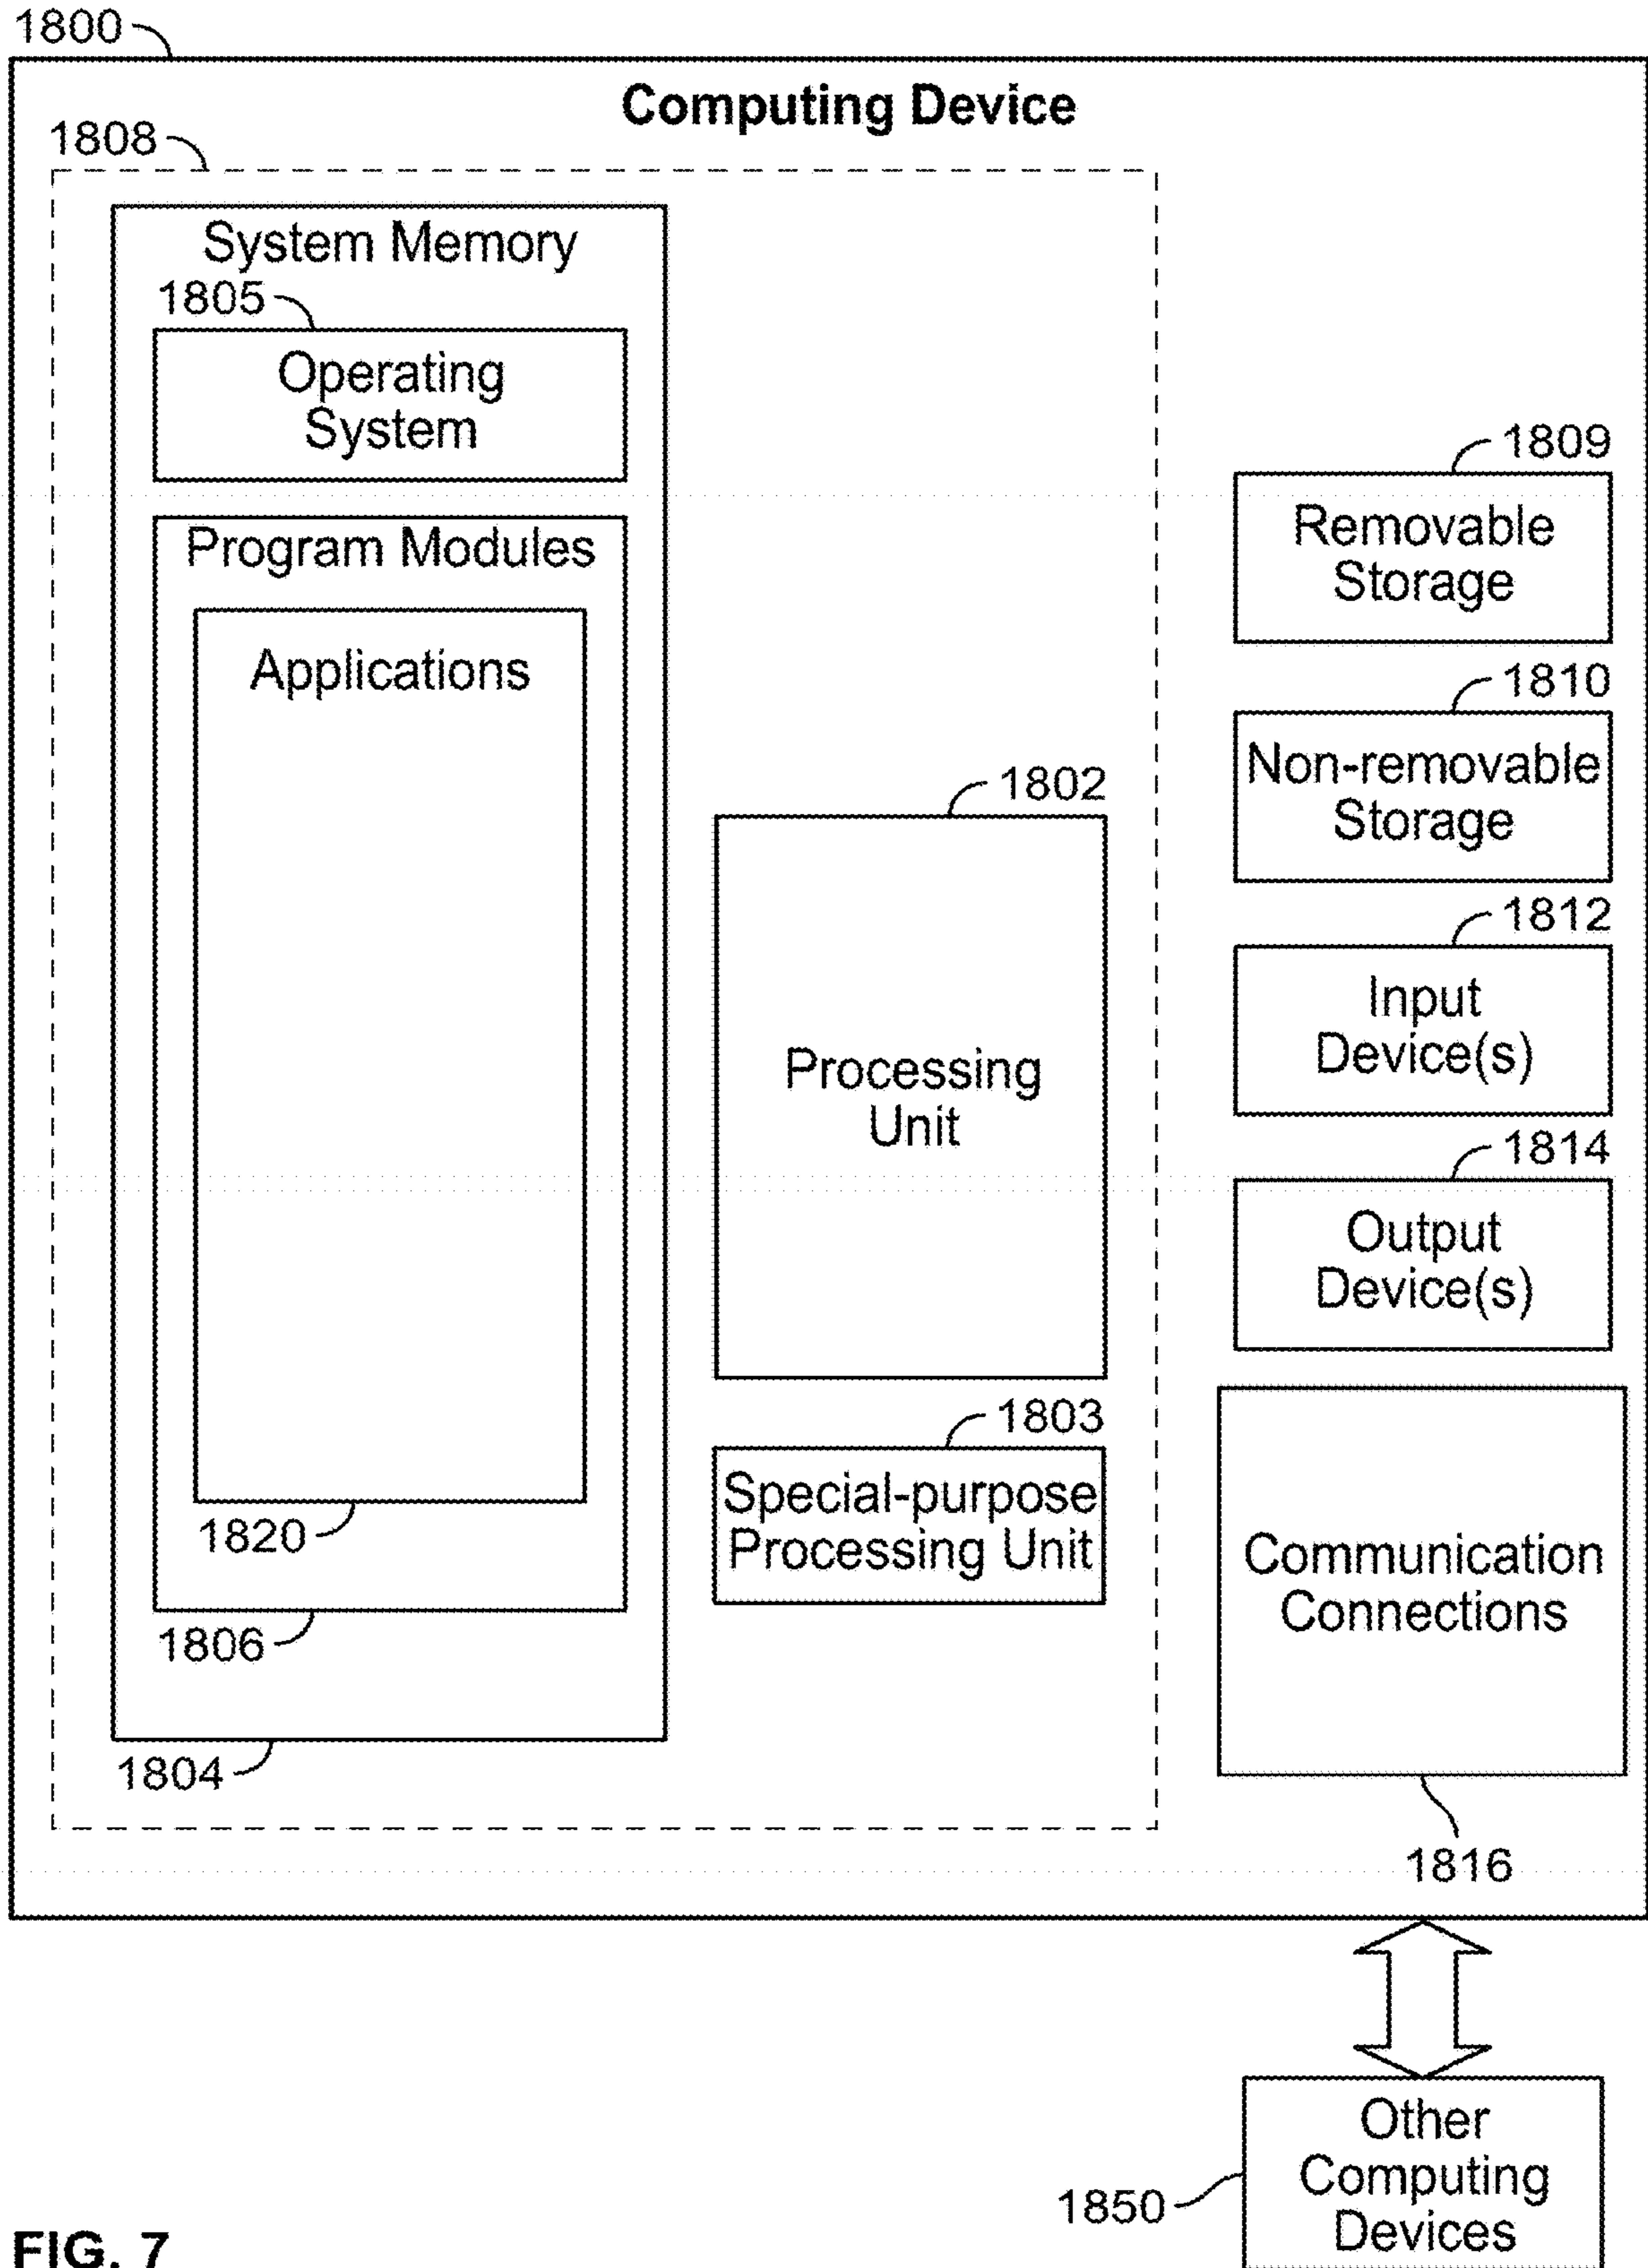 1800
Computing Device
1808
System Memory
1805
Operating
System
Program Modules
Applications
1820
1806
1804
1802
Processing
Unit
1803
Special-purpose
Processing Unit
1809
Removable
Storage
1810
Non-removable
Storage
1812
Input
Device(s)
1814
Output
Device(s)
Communication
Connections
1816
Other
Computing
Devices
1850
FIG. 7